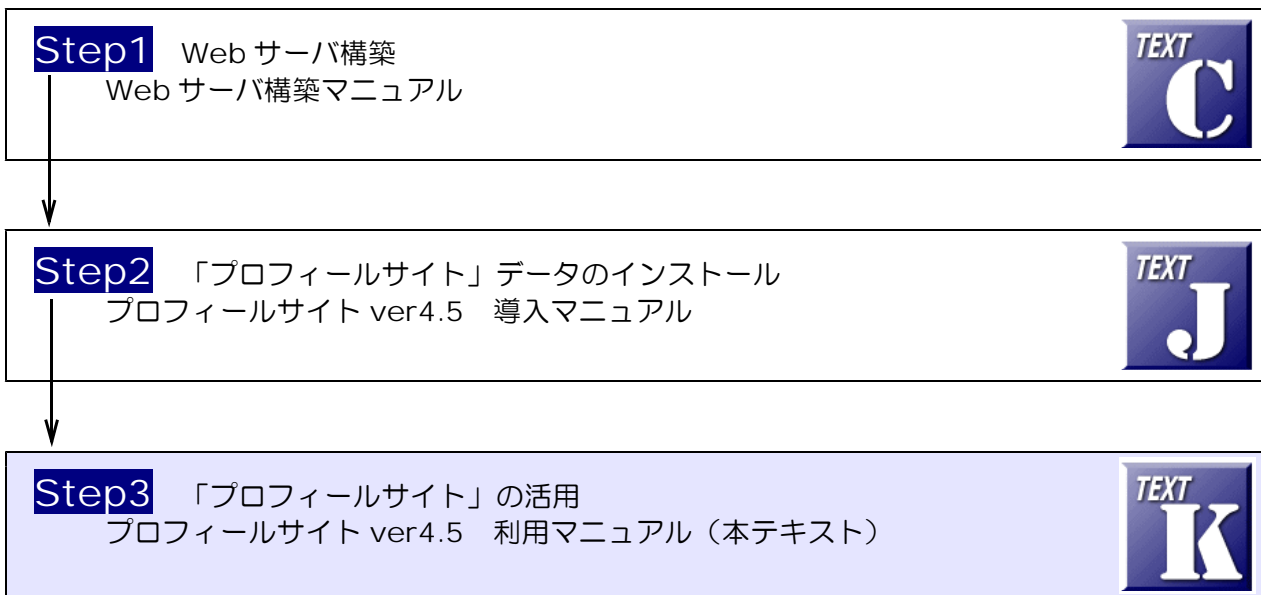 Step1 Web サーバ構築
Web サーバ構築マニュアル
TEXT
C
Step2 「プロフィールサイト」データのインストール
プロフィールサイト ver4.5 導入マニュアル
TEXT
J
Step3 「プロフィールサイト」の活用
プロフィールサイト ver4.5 利用マニュアル（本テキスト）
TEXT
K